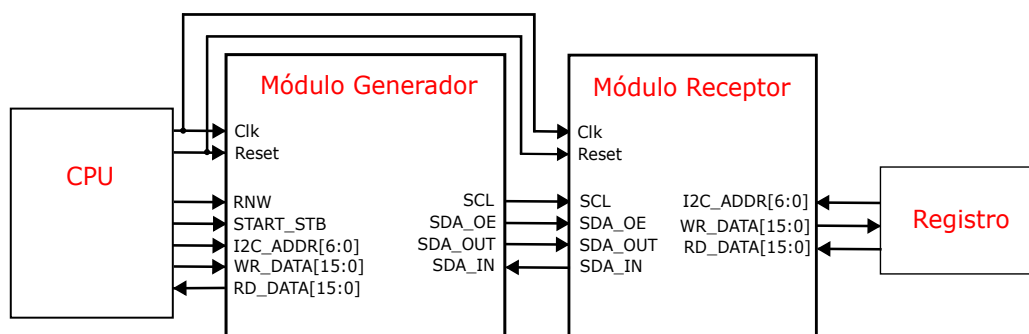 Módulo Generador
Módulo Receptor
CPU
Registro
Clk
Reset
RNW
START_STB
I2C_ADDR[6:0]
WR_DATA[15:0]
RD_DATA[15:0]
SCL
SDA_OE
SDA_OUT
SDA_IN
Clk
Reset
SCL
SDA_OE
SDA_OUT
SDA_IN
I2C_ADDR[6:0]
WR_DATA[15:0]
RD_DATA[15:0]